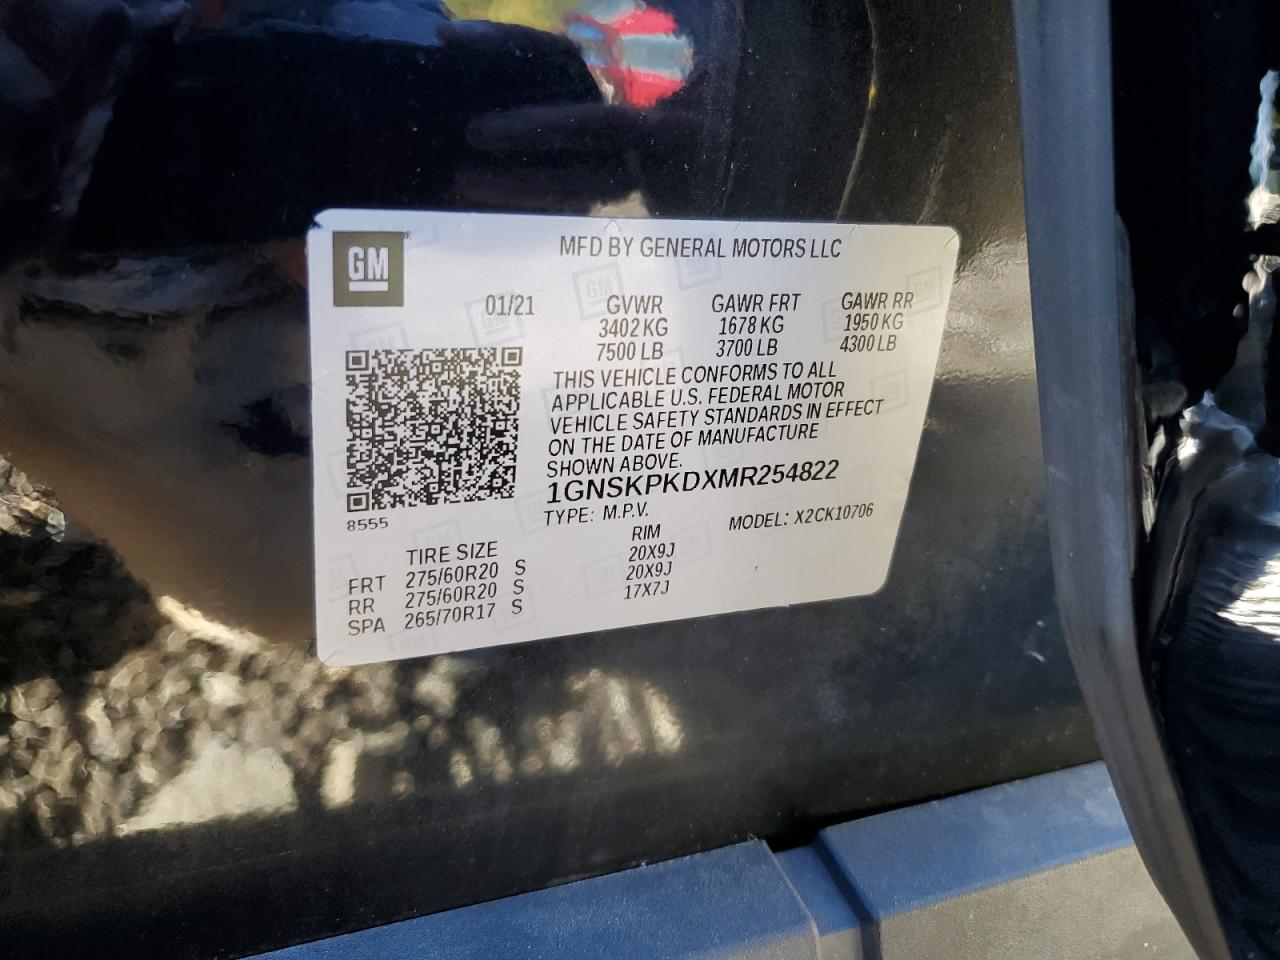 GM
MFD BY GENERAL MOTORS LLC
01/21 GVWR GAWR FRT GAWR RR
3402 KG 1678 KG 1950 KG
7500 LB 3700 LB 4300 LB
THIS VEHICLE CONFORMS TO ALL
APPLICABLE U.S. FEDERAL MOTOR
VEHICLE SAFETY STANDARDS IN EFFECT
ON THE DATE OF MANUFACTURE
SHOWN ABOVE.
1GNSKPKDXMR254822
TYPE: M.P.V. MODEL: X2CK10706
8555
TIRE SIZE RIM
FRT 275/60R20 S 20X9J
RR 275/60R20 S 20X9J
SPA 265/70R17 S 17X7J